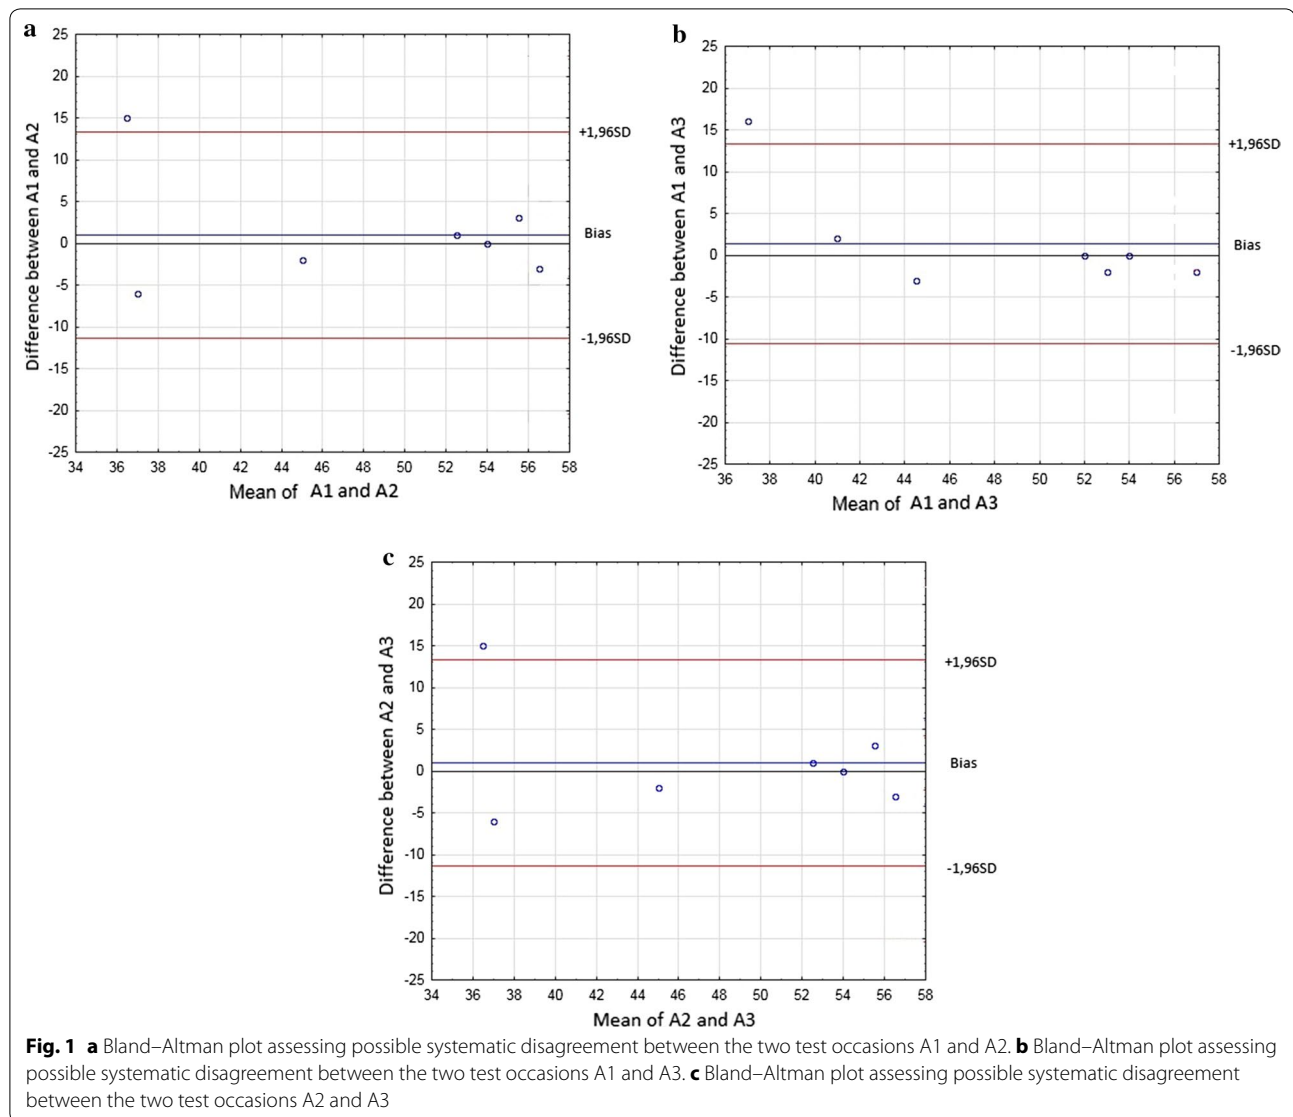 a
25
20
15
10
5
0
-5
-10
-15
-20
-25
34 36 38 40 42 44 46 48 50 52 54 56 58
Difference between A1 and A2
Mean of A1 and A2
+1,96SD
Bias
-1,96SD
b
25
20
15
10
5
0
-5
-10
-15
-20
-25
36 38 40 42 44 46 48 50 52 54 56 58
Difference between A1 and A3
Mean of A1 and A3
+1,96SD
Bias
-1,96SD
c
25
20
15
10
5
0
-5
-10
-15
-20
-25
34 36 38 40 42 44 46 48 50 52 54 56 58
Difference between A2 and A3
Mean of A2 and A3
+1,96SD
Bias
-1,96SD
Fig. 1 a Bland–Altman plot assessing possible systematic disagreement between the two test occasions A1 and A2. b Bland–Altman plot assessing
possible systematic disagreement between the two test occasions A1 and A3. c Bland–Altman plot assessing possible systematic disagreement
between the two test occasions A2 and A3